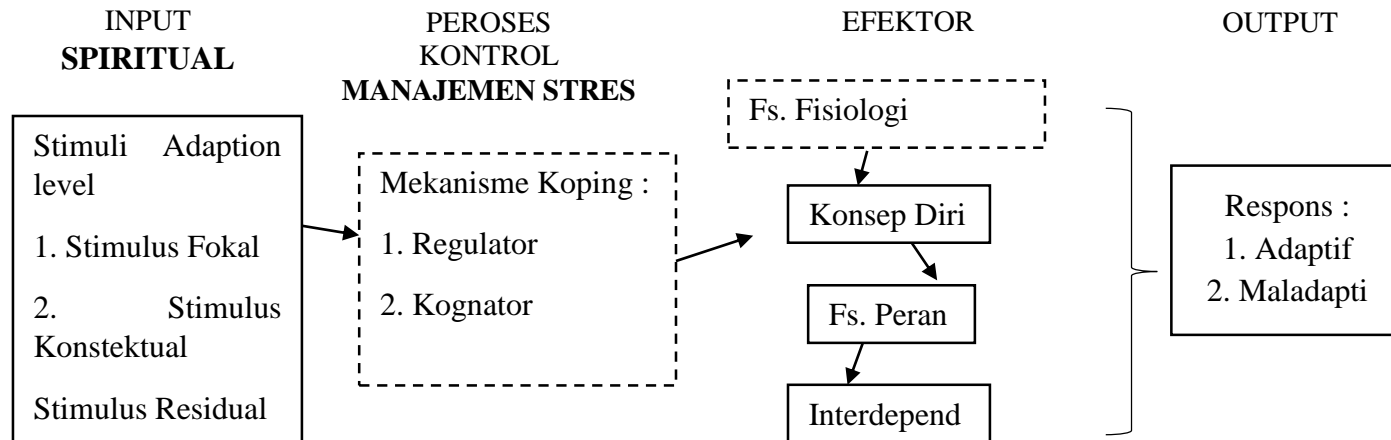 INPUT
SPIRITUAL
PEROSES
KONTROL
MANAJEMEN STRES
EFEKTOR
OUTPUT
Stimuli Adaption
level
1. Stimulus Fokal
2. Stimulus
Konstektual
Stimulus Residual
Mekanisme Koping :
1. Regulator
2. Kognator
Fs. Fisiologi
Konsep Diri
Fs. Peran
Interdepend
Respons :
1. Adaptif
2. Maladapti